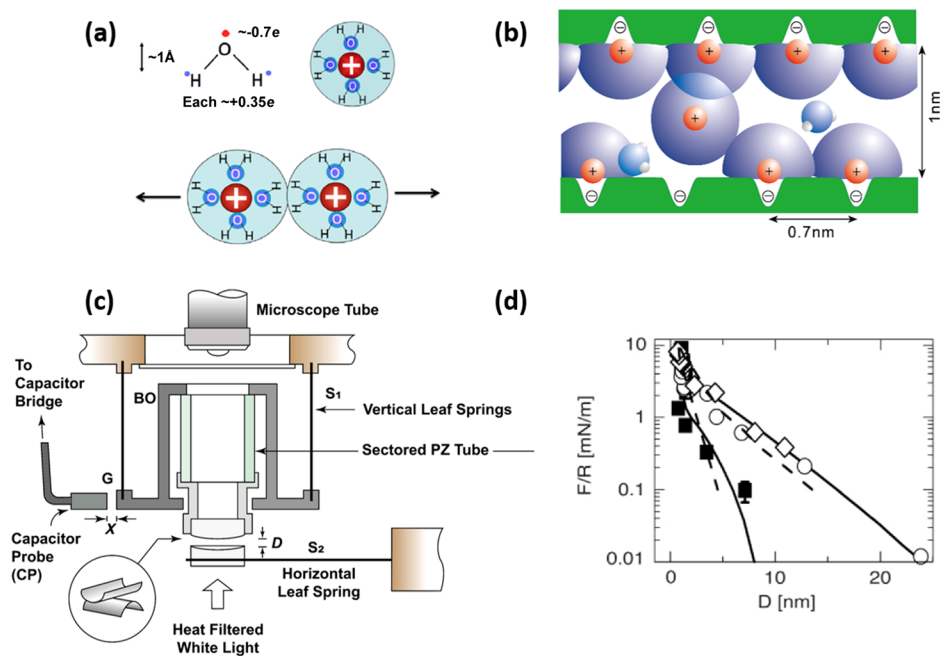 (a)
~-0.7e
O
~1Å
H H
Each ~+0.35e
H H
O
O + O
O
H H
H H H H
H O H H O H
O + O O + O
H O H H O H
H H H H
(b)
⊖ ⊖ ⊖ ⊖
+ + + +
+
+ + +
⊖ ⊖ ⊖ ⊖
1nm
0.7nm
(c)
Microscope Tube
To
Capacitor
Bridge
BO
S₁
Vertical Leaf Springs
Sectored PZ Tube
G
X
Capacitor
Probe
(CP)
D
S₂
Horizontal
Leaf Spring
Heat Filtered
White Light
(d)
10
1
0.1
0.01
F/R [mN/m]
0 10 20
D [nm]